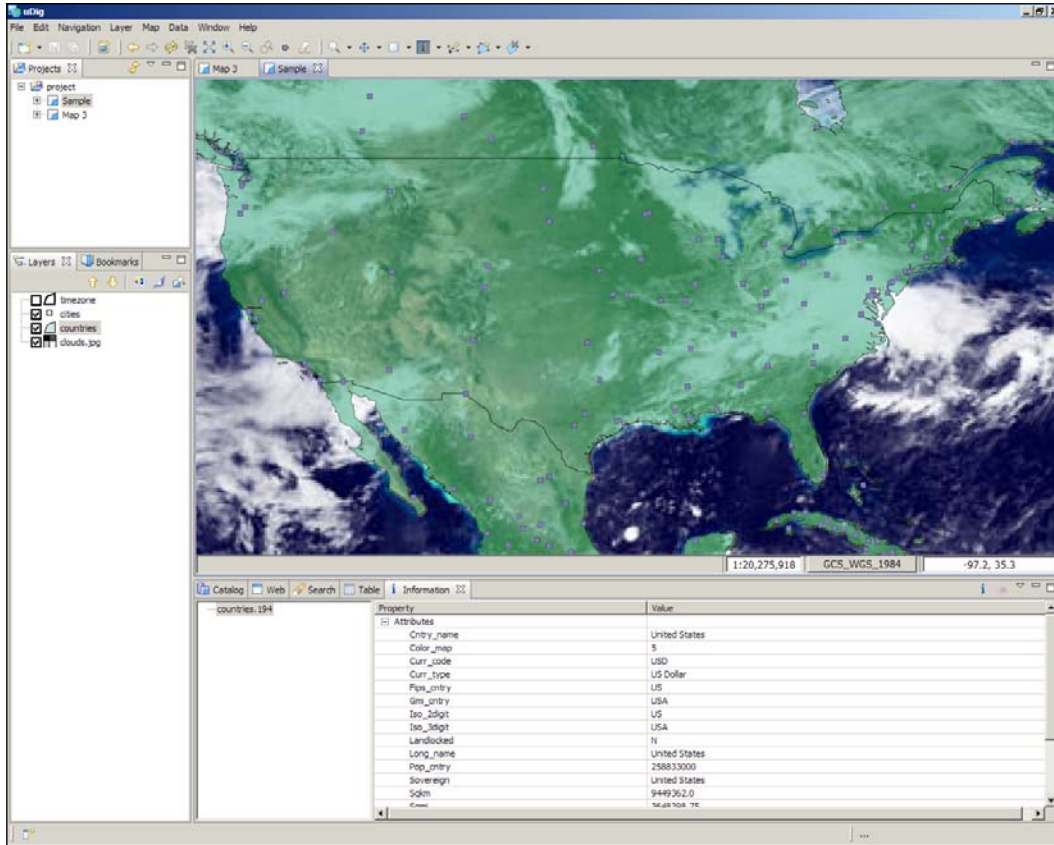 uDig
File Edit Navigation Layer Map Data Window Help
Projects
Map 3 Sample
project
Sample
Map 3
Layers Bookmarks
timezone
cities
countries
clouds.jpg
1:20,275,918 GCS_WGS_1984 -97.2, 35.3
Catalog Web Search Table i Information
countries.194
Property Value
Attributes
Cntry_name United States
Color_map 5
Curr_code USD
Curr_type US Dollar
Fips_cntry US
Gmi_cntry USA
Iso_2digit US
Iso_3digit USA
Landlocked N
Long_name United States
Pop_cntry 258833000
Sovereign United States
Sqkm 9449362.0
...